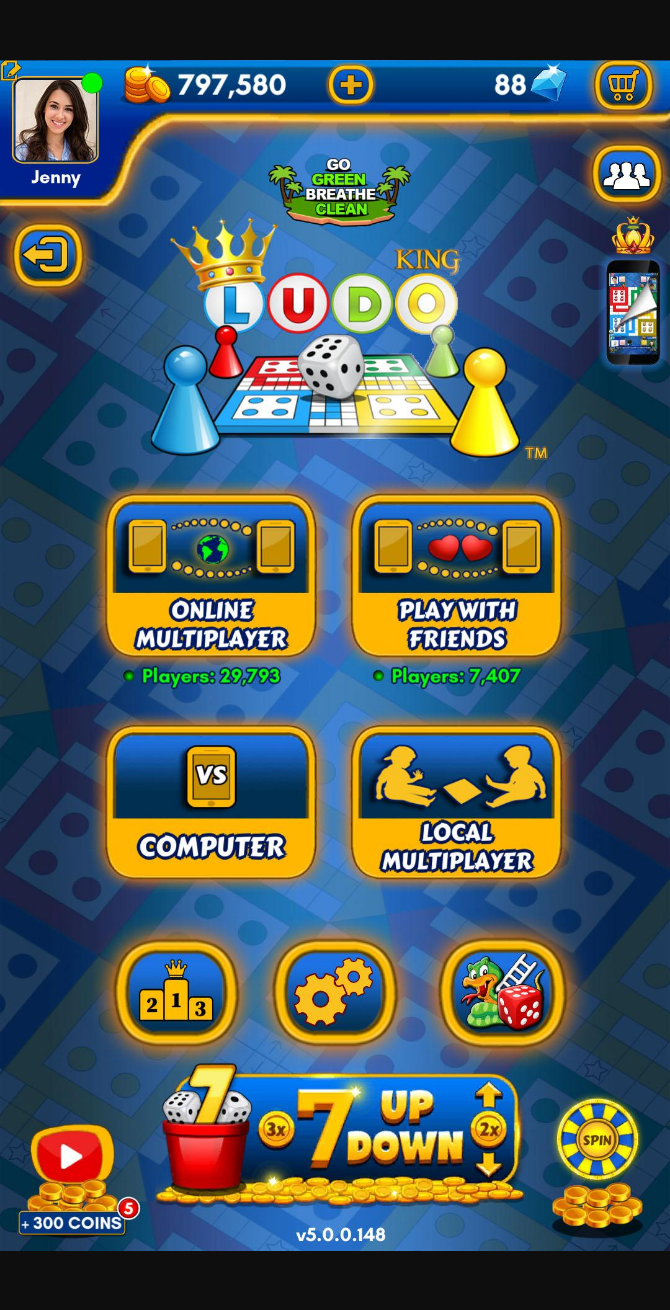 797,580
88
Jenny
GO
GREEN
BREATHE
CLEAN
KING
LUDO
TM
ONLINE
MULTIPLAYER
PLAY WITH
FRIENDS
Players: 29,793
Players: 7,407
VS
COMPUTER
LOCAL
MULTIPLAYER
2 1 3
7
3x
7 UP
DOWN
2x
SPIN
5
+ 300 COINS
v5.0.0.148